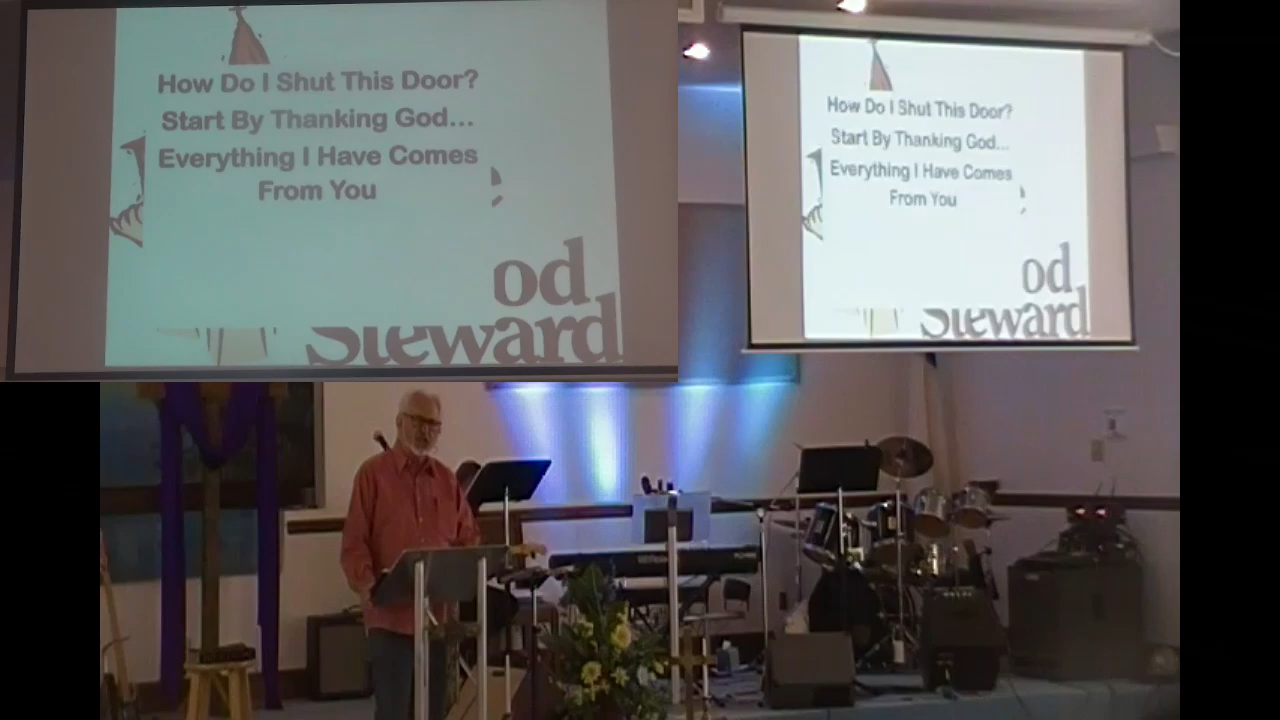 How Do I Shut This Door?
Start By Thanking God...
Everything I Have Comes
From You
od
Steward
How Do I Shut This Door?
Start By Thanking God...
Everything I Have Comes
From You
od
Steward